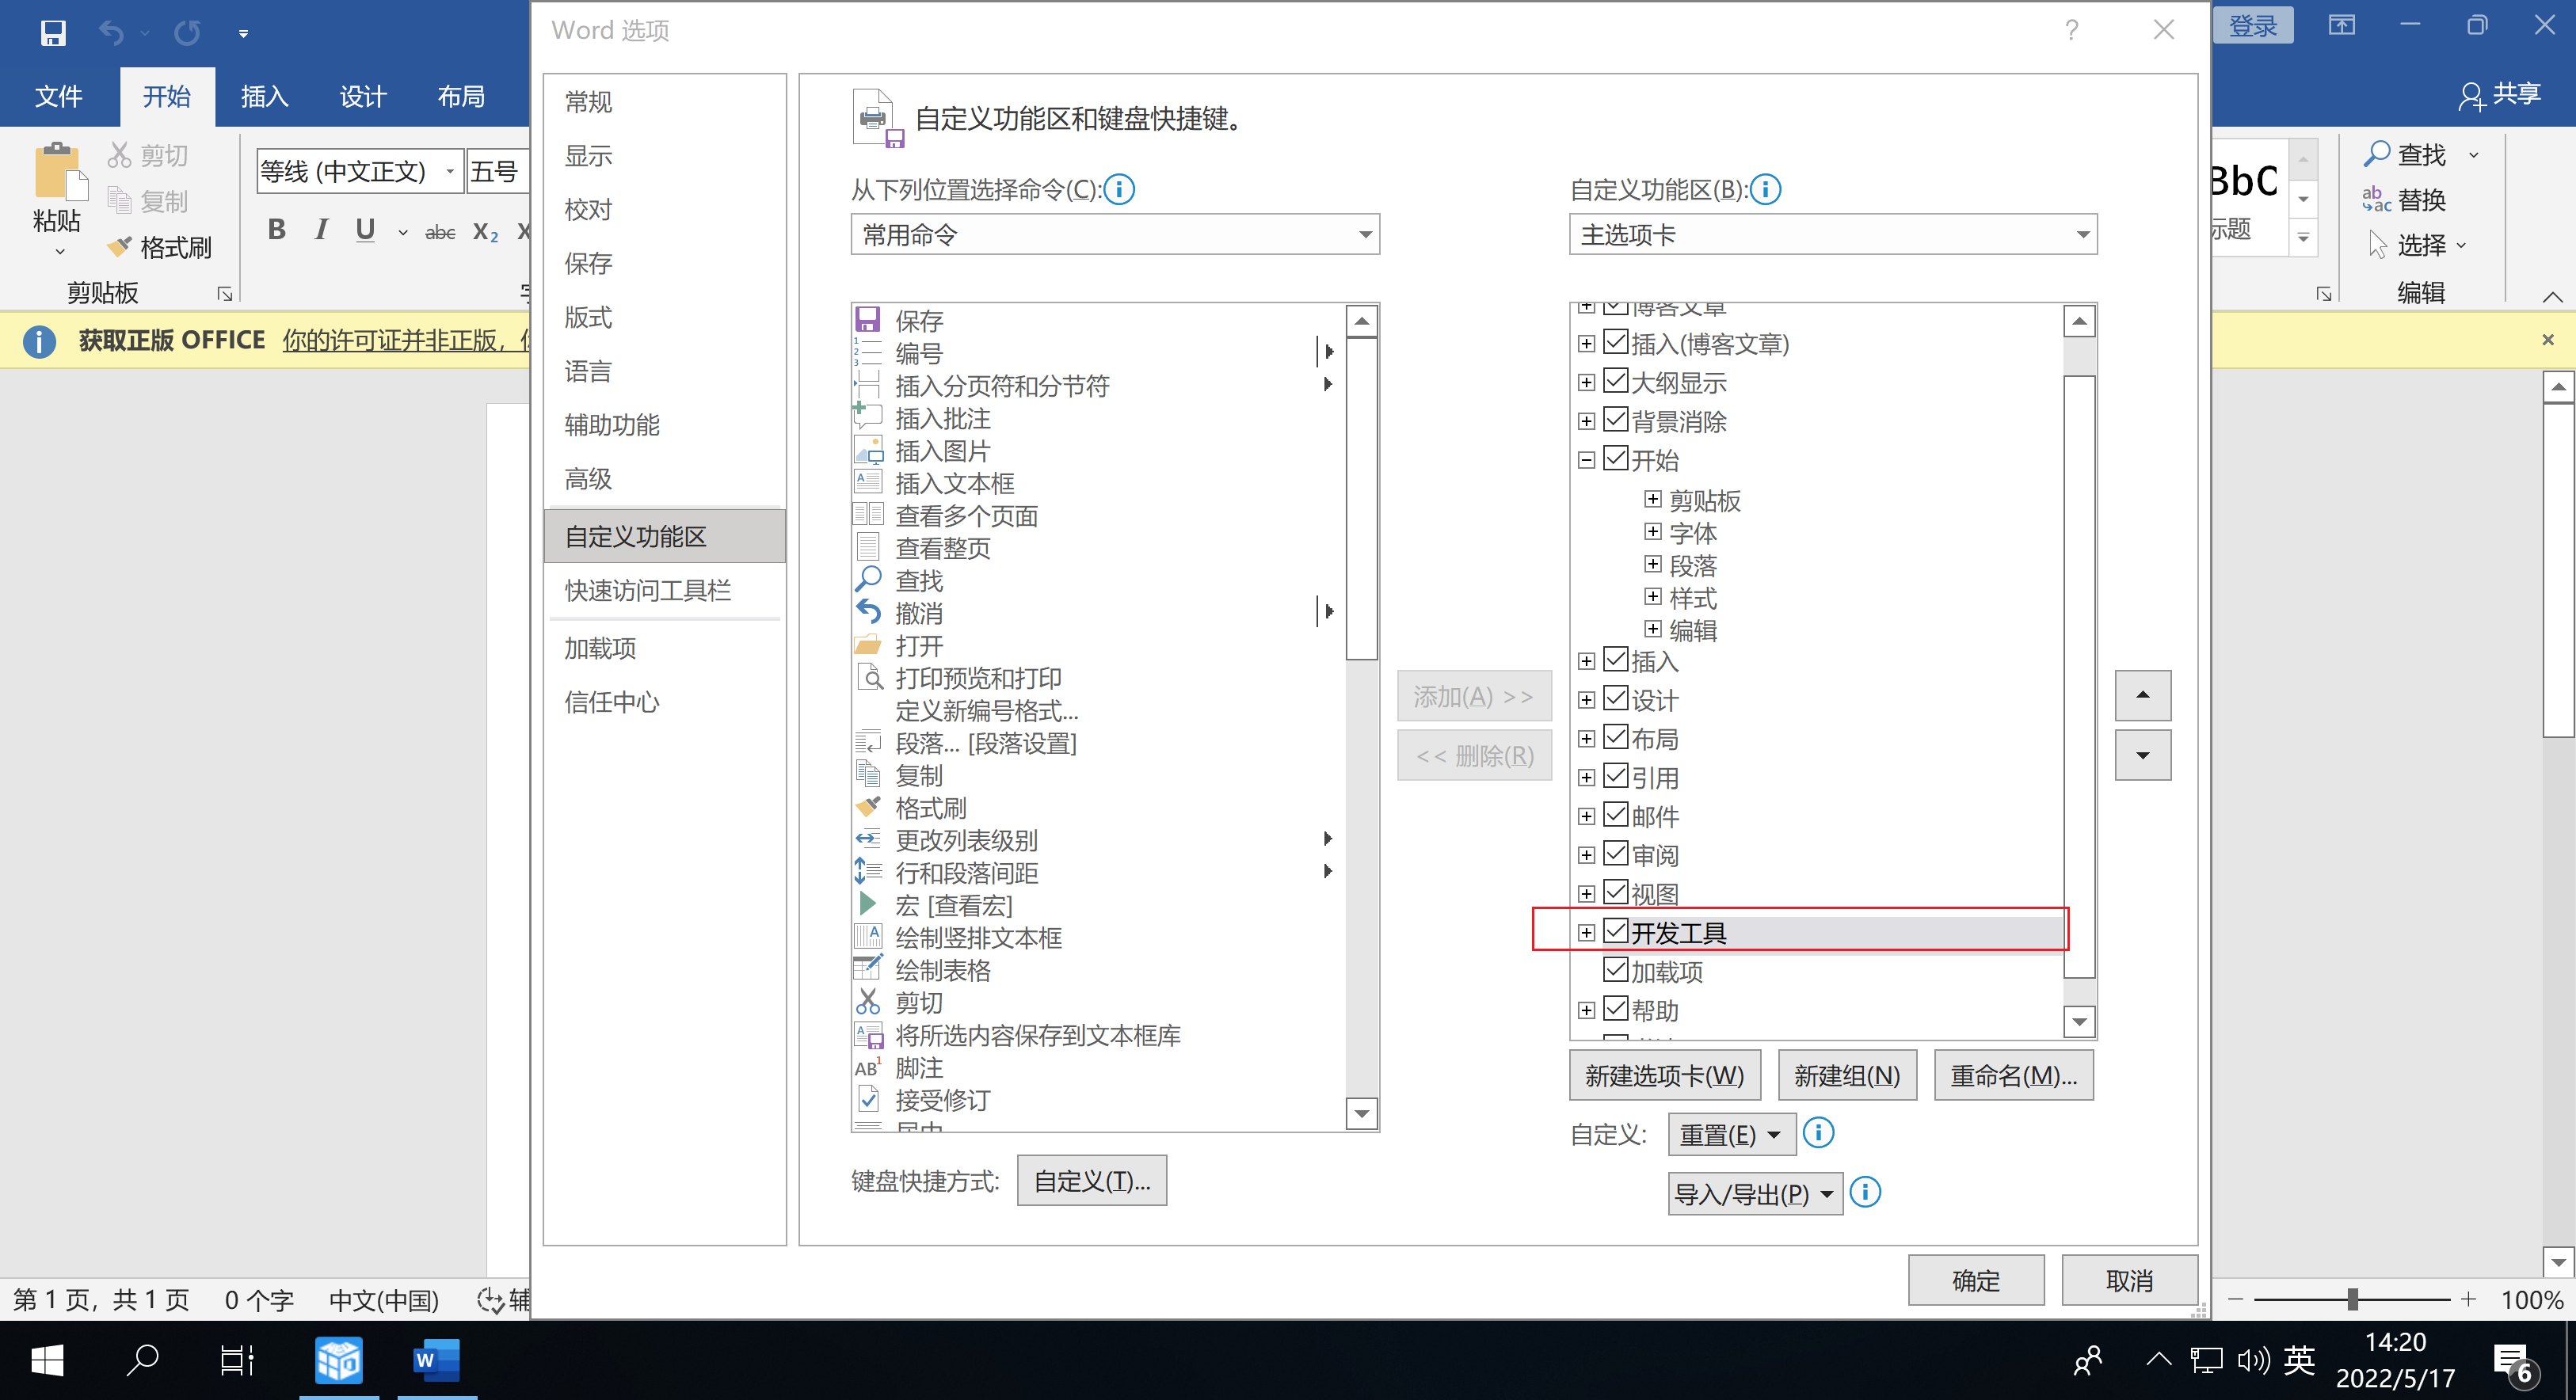 Word 选项
登录
文件
开始
插入
设计
布局
共享
剪切
复制
粘贴
格式刷
剪贴板
等线 (中文正文)
五号
B I U abc X₂
BbC
标题
查找
替换
选择
编辑
获取正版 OFFICE 你的许可证并非正版，
常规
显示
校对
保存
版式
语言
辅助功能
高级
自定义功能区
快速访问工具栏
加载项
信任中心
自定义功能区和键盘快捷键。
从下列位置选择命令(C):
常用命令
保存
编号
插入分页符和分节符
插入批注
插入图片
插入文本框
查看多个页面
查看整页
查找
撤消
打开
打印预览和打印
定义新编号格式...
段落... [段落设置]
复制
格式刷
更改列表级别
行和段落间距
宏 [查看宏]
绘制竖排文本框
绘制表格
剪切
将所选内容保存到文本框库
脚注
接受修订
居中
键盘快捷方式:
自定义(T)...
添加(A) >>
<< 删除(R)
自定义功能区(B):
主选项卡
博客文章
插入(博客文章)
大纲显示
背景消除
开始
剪贴板
字体
段落
样式
编辑
插入
设计
布局
引用
邮件
审阅
视图
开发工具
加载项
帮助
新建选项卡(W)
新建组(N)
重命名(M)...
自定义:
重置(E)
导入/导出(P)
确定
取消
第 1 页，共 1 页
0 个字
中文(中国)
辅
100%
英
14:20
2022/5/17
6